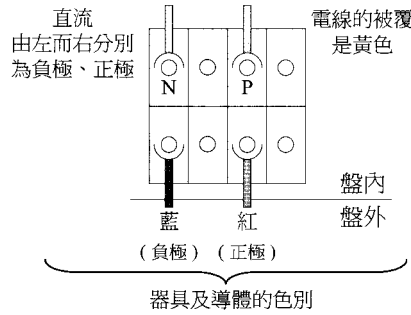 直流
由左而右分別
為負極、正極
電線的被覆
是黃色
N P
盤內
盤外
藍 紅
(負極) (正極)
器具及導體的色別